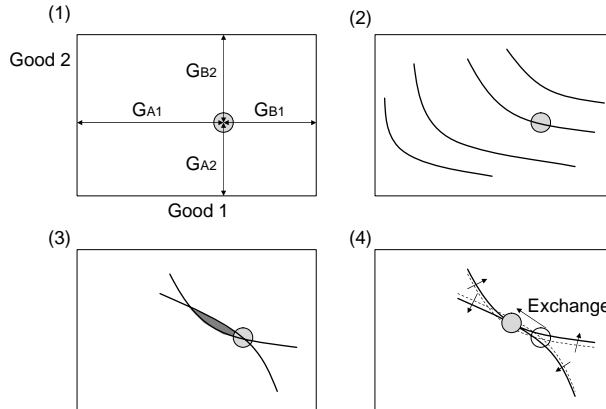 (1)
(2)
Good 2
GB2
GA1
GB1
GA2
Good 1
(3)
(4)
Exchange